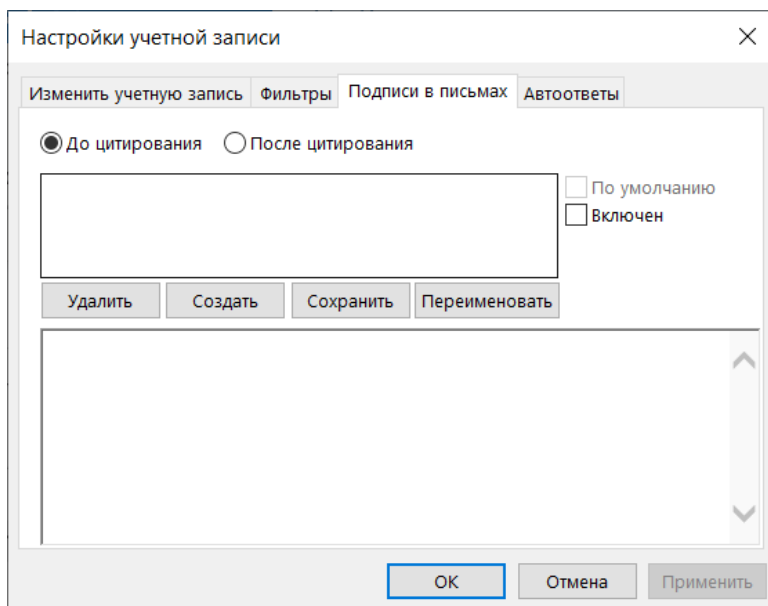 Настройки учетной записи
Изменить учетную запись Фильтры Подписи в письмах Автоответы
До цитирования После цитирования
По умолчанию
Включен
Удалить Создать Сохранить Переименовать
ОК Отмена Применить